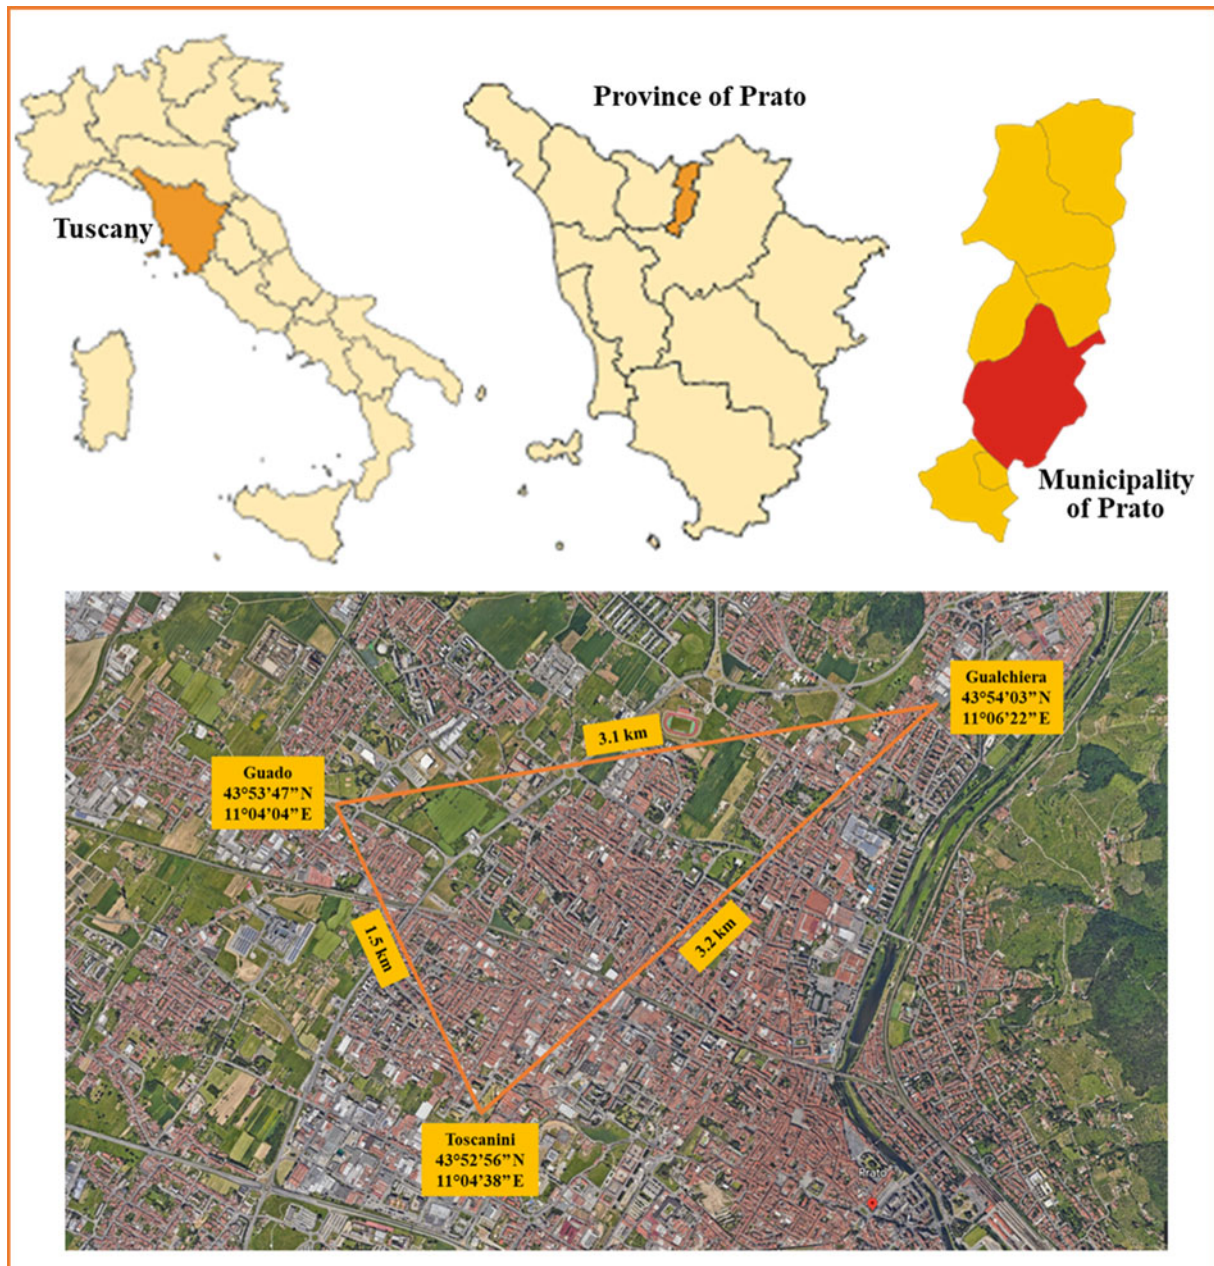 Province of Prato
Tuscany
Municipality
of Prato
Gualchiera
43°54’03”N
11°06’22”E
3.1 km
Guado
43°53’47”N
11°04’04”E
1.5 km
3.2 km
Toscanini
43°52’56”N
11°04’38”E
Prato